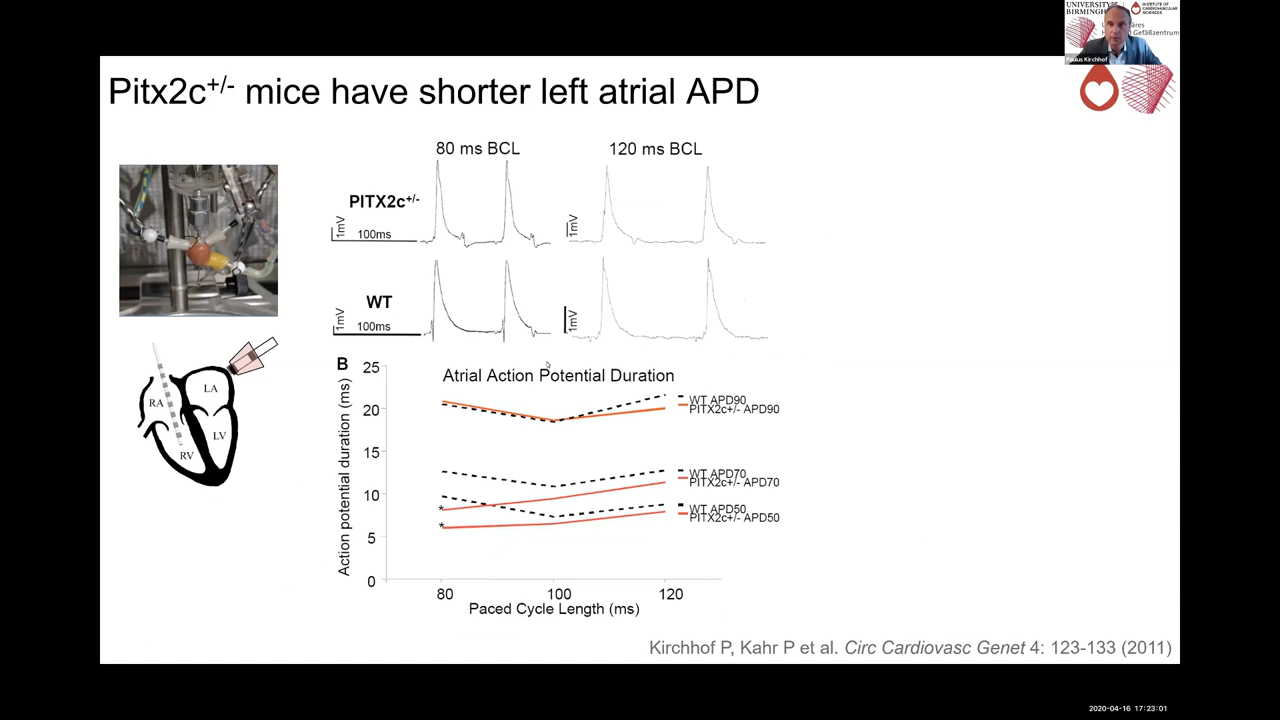 UNIVERSITY OF
BIRMINGHAM
INSTITUTE OF
CARDIOVASCULAR
SCIENCES
Gefäßzentrum
Paulus Kirchhof
Pitx2c+/- mice have shorter left atrial APD
80 ms BCL
120 ms BCL
PITX2c+/-
1mV
100ms
1mV
WT
1mV
100ms
1mV
RA
LA
LV
RV
B
Atrial Action Potential Duration
Action potential duration (ms)
25
20
15
10
5
0
*
*
WT APD90
PITX2c+/- APD90
WT APD70
PITX2c+/- APD70
WT APD50
PITX2c+/- APD50
80
100
120
Paced Cycle Length (ms)
Kirchhof P, Kahr P et al. Circ Cardiovasc Genet 4: 123-133 (2011)
2020-04-16 17:23:01